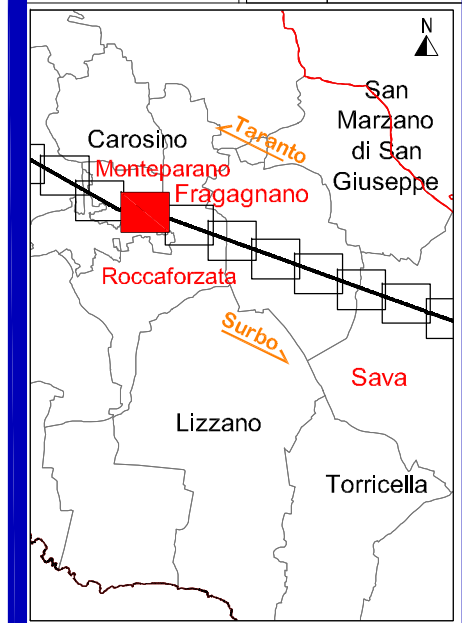 N
San
Marzano
di San
Giuseppe
Taranto
Carosino
Monteparano
Fragagnano
Roccaforzata
Surbo
Sava
Lizzano
Torricella